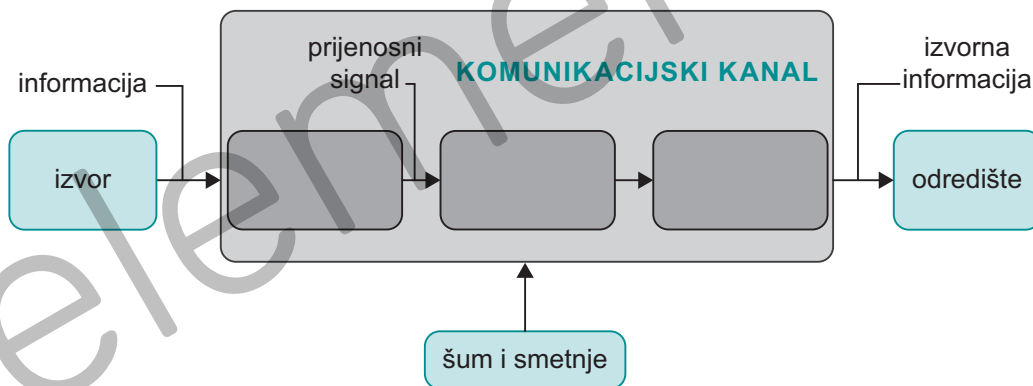 informacija
prijenosni
signal
KOMUNIKACIJSKI KANAL
izvorna
informacija
izvor
odredište
šum i smetnje
element